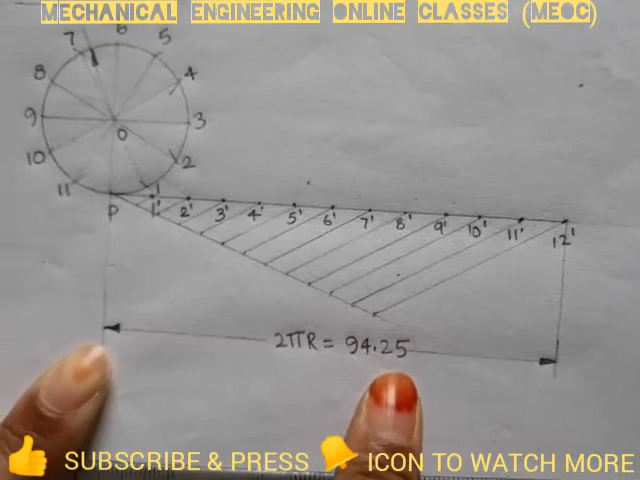 MECHANICAL ENGINEERING ONLINE CLASSES (MEOC)
6
7 5
8 4
9 3
O
10 2
11 1
P 1' 2' 3' 4' 5' 6' 7' 8' 9' 10' 11' 12'
2πR = 94.25
👍 SUBSCRIBE & PRESS 🔔 ICON TO WATCH MORE